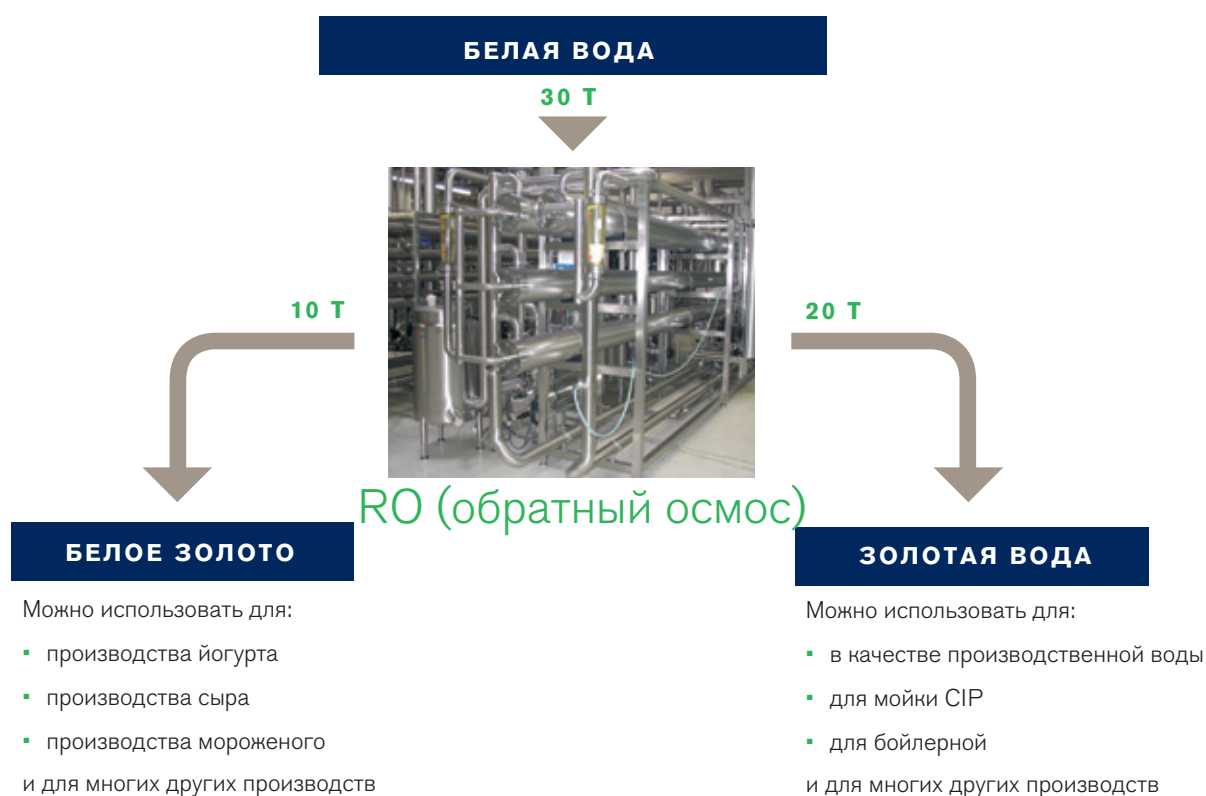 БЕЛАЯ ВОДА
30 Т
10 Т
20 Т
RO (обратный осмос)
БЕЛОЕ ЗОЛОТО
Можно использовать для:
▪ производства йогурта
▪ производства сыра
▪ производства мороженого
и для многих других производств
ЗОЛОТАЯ ВОДА
Можно использовать для:
▪ в качестве производственной воды
▪ для мойки CIP
▪ для бойлерной
и для многих других производств